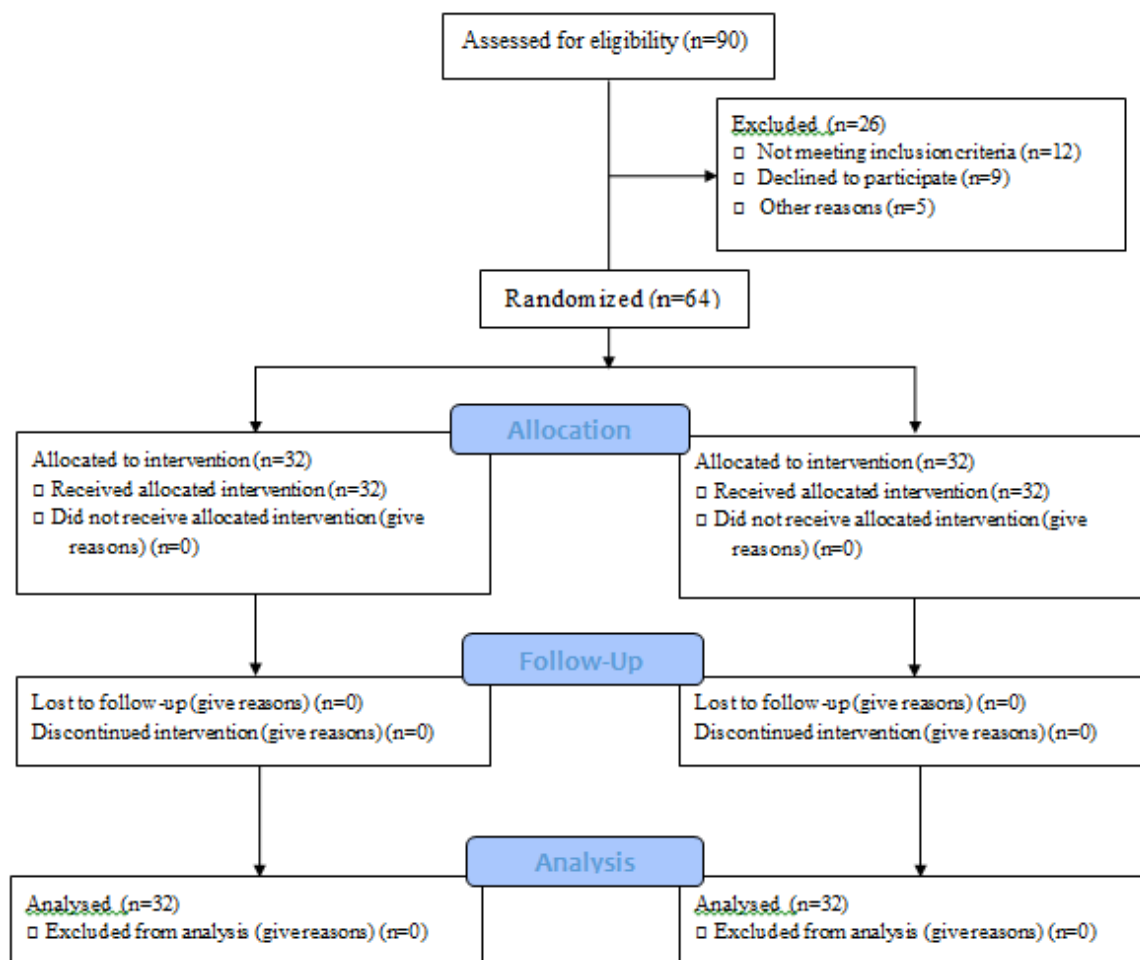 Assessed for eligibility (n=90)
Excluded (n=26)
Not meeting inclusion criteria (n=12)
Declined to participate (n=9)
Other reasons (n=5)
Randomized (n=64)
Allocation
Allocated to intervention (n=32)
Received allocated intervention (n=32)
Did not receive allocated intervention (give
reasons) (n=0)
Allocated to intervention (n=32)
Received allocated intervention (n=32)
Did not receive allocated intervention (give
reasons) (n=0)
Follow-Up
Lost to follow-up (give reasons) (n=0)
Discontinued intervention (give reasons) (n=0)
Lost to follow-up (give reasons) (n=0)
Discontinued intervention (give reasons) (n=0)
Analysis
Analysed (n=32)
Excluded from analysis (give reasons) (n=0)
Analysed (n=32)
Excluded from analysis (give reasons) (n=0)